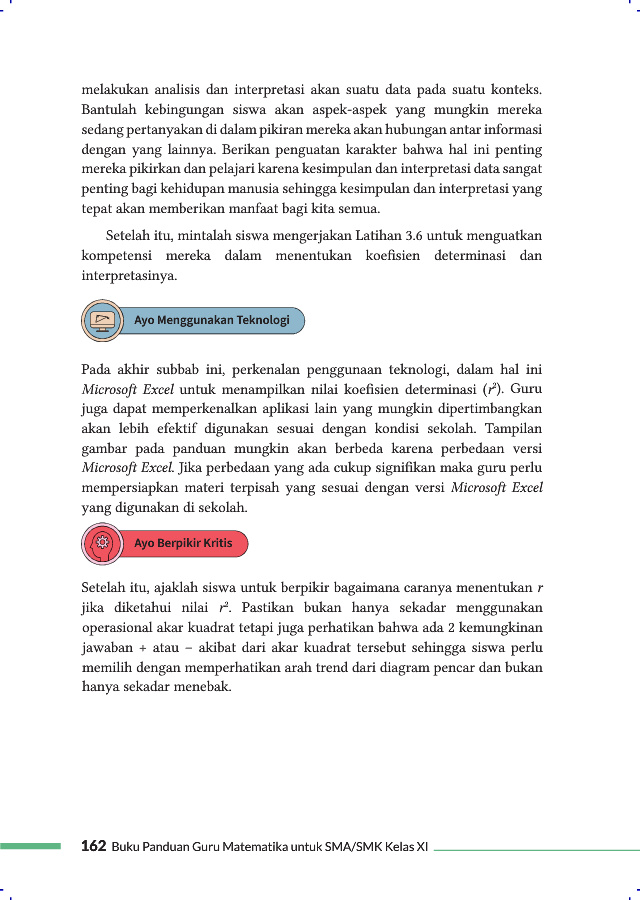 melakukan analisis dan interpretasi akan suatu data pada suatu konteks.
Bantulah kebingungan siswa akan aspek-aspek yang mungkin mereka
sedang pertanyakan di dalam pikiran mereka akan hubungan antar informasi
dengan yang lainnya. Berikan penguatan karakter bahwa hal ini penting
mereka pikirkan dan pelajari karena kesimpulan dan interpretasi data sangat
penting bagi kehidupan manusia sehingga kesimpulan dan interpretasi yang
tepat akan memberikan manfaat bagi kita semua.
Setelah itu, mintalah siswa mengerjakan Latihan 3.6 untuk menguatkan
kompetensi mereka dalam menentukan koefisien determinasi dan
interpretasinya.
Ayo Menggunakan Teknologi
Pada akhir subbab ini, perkenalan penggunaan teknologi, dalam hal ini
Microsoft Excel untuk menampilkan nilai koefisien determinasi (r²). Guru
juga dapat memperkenalkan aplikasi lain yang mungkin dipertimbangkan
akan lebih efektif digunakan sesuai dengan kondisi sekolah. Tampilan
gambar pada panduan mungkin akan berbeda karena perbedaan versi
Microsoft Excel. Jika perbedaan yang ada cukup signifikan maka guru perlu
mempersiapkan materi terpisah yang sesuai dengan versi Microsoft Excel
yang digunakan di sekolah.
Ayo Berpikir Kritis
Setelah itu, ajaklah siswa untuk berpikir bagaimana caranya menentukan r
jika diketahui nilai r². Pastikan bukan hanya sekadar menggunakan
operasional akar kuadrat tetapi juga perhatikan bahwa ada 2 kemungkinan
jawaban + atau − akibat dari akar kuadrat tersebut sehingga siswa perlu
memilih dengan memperhatikan arah trend dari diagram pencar dan bukan
hanya sekadar menebak.
162 Buku Panduan Guru Matematika untuk SMA/SMK Kelas XI